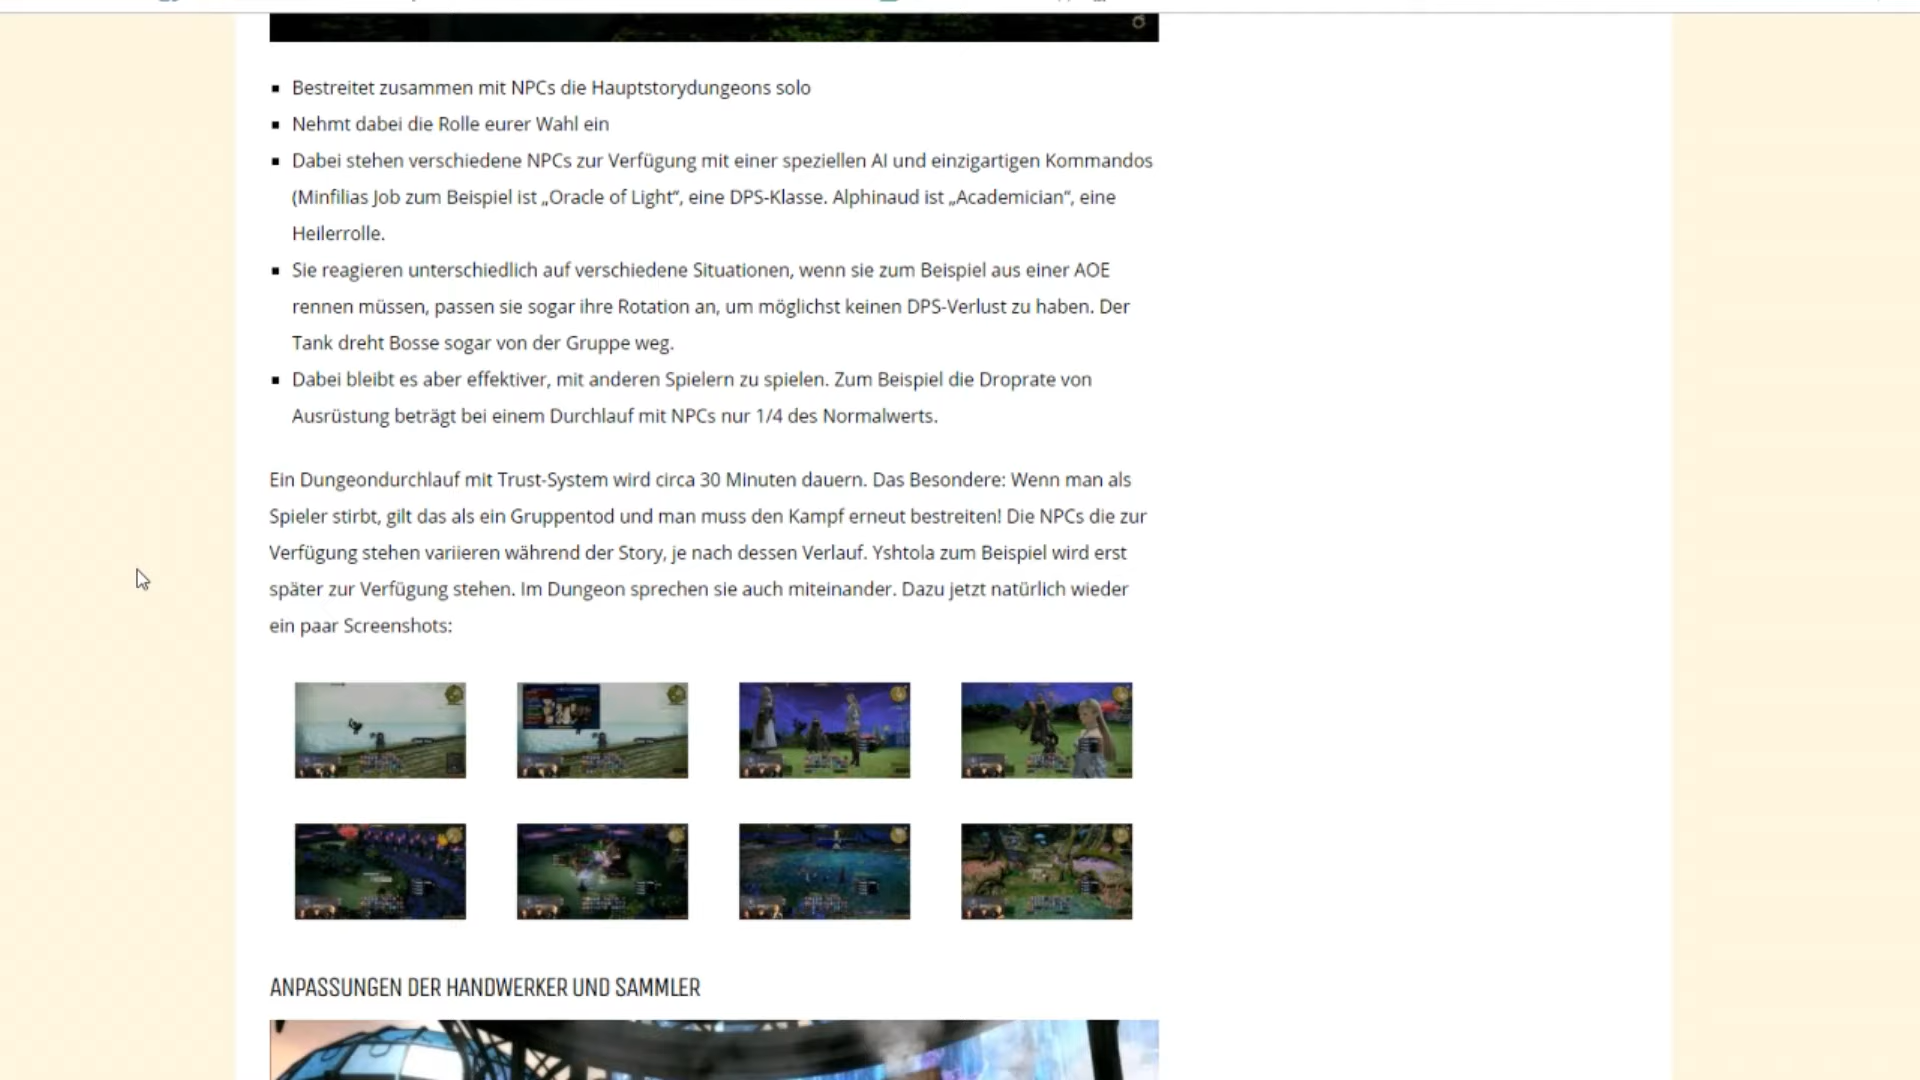 Bestreitet zusammen mit NPCs die Hauptstorydungeons solo
Nehmt dabei die Rolle eurer Wahl ein
Dabei stehen verschiedene NPCs zur Verfügung mit einer speziellen AI und einzigartigen Kommandos
(Minfilias Job zum Beispiel ist „Oracle of Light“, eine DPS-Klasse. Alphinaud ist „Academician“, eine
Heilerrolle.
Sie reagieren unterschiedlich auf verschiedene Situationen, wenn sie zum Beispiel aus einer AOE
rennen müssen, passen sie sogar ihre Rotation an, um möglichst keinen DPS-Verlust zu haben. Der
Tank dreht Bosse sogar von der Gruppe weg.
Dabei bleibt es aber effektiver, mit anderen Spielern zu spielen. Zum Beispiel die Droprate von
Ausrüstung beträgt bei einem Durchlauf mit NPCs nur 1/4 des Normalwerts.
Ein Dungeondurchlauf mit Trust-System wird circa 30 Minuten dauern. Das Besondere: Wenn man als
Spieler stirbt, gilt das als ein Gruppentod und man muss den Kampf erneut bestreiten! Die NPCs die zur
Verfügung stehen variieren während der Story, je nach dessen Verlauf. Yshtola zum Beispiel wird erst
später zur Verfügung stehen. Im Dungeon sprechen sie auch miteinander. Dazu jetzt natürlich wieder
ein paar Screenshots:
ANPASSUNGEN DER HANDWERKER UND SAMMLER